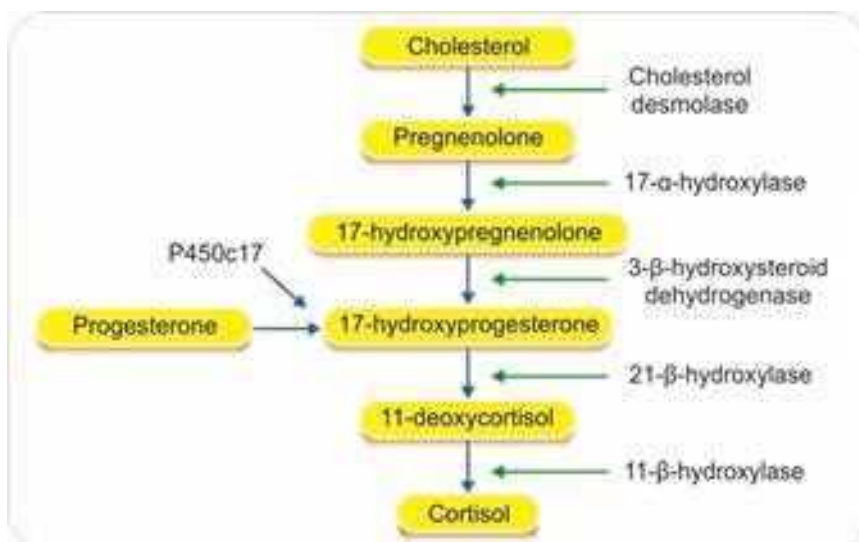 Cholesterol
Cholesterol
desmolase
Pregnenolone
17-α-hydroxylase
17-hydroxypregnenolone
P450c17
3-β-hydroxysteroid
dehydrogenase
Progesterone
17-hydroxyprogesterone
21-β-hydroxylase
11-deoxycortisol
11-β-hydroxylase
Cortisol